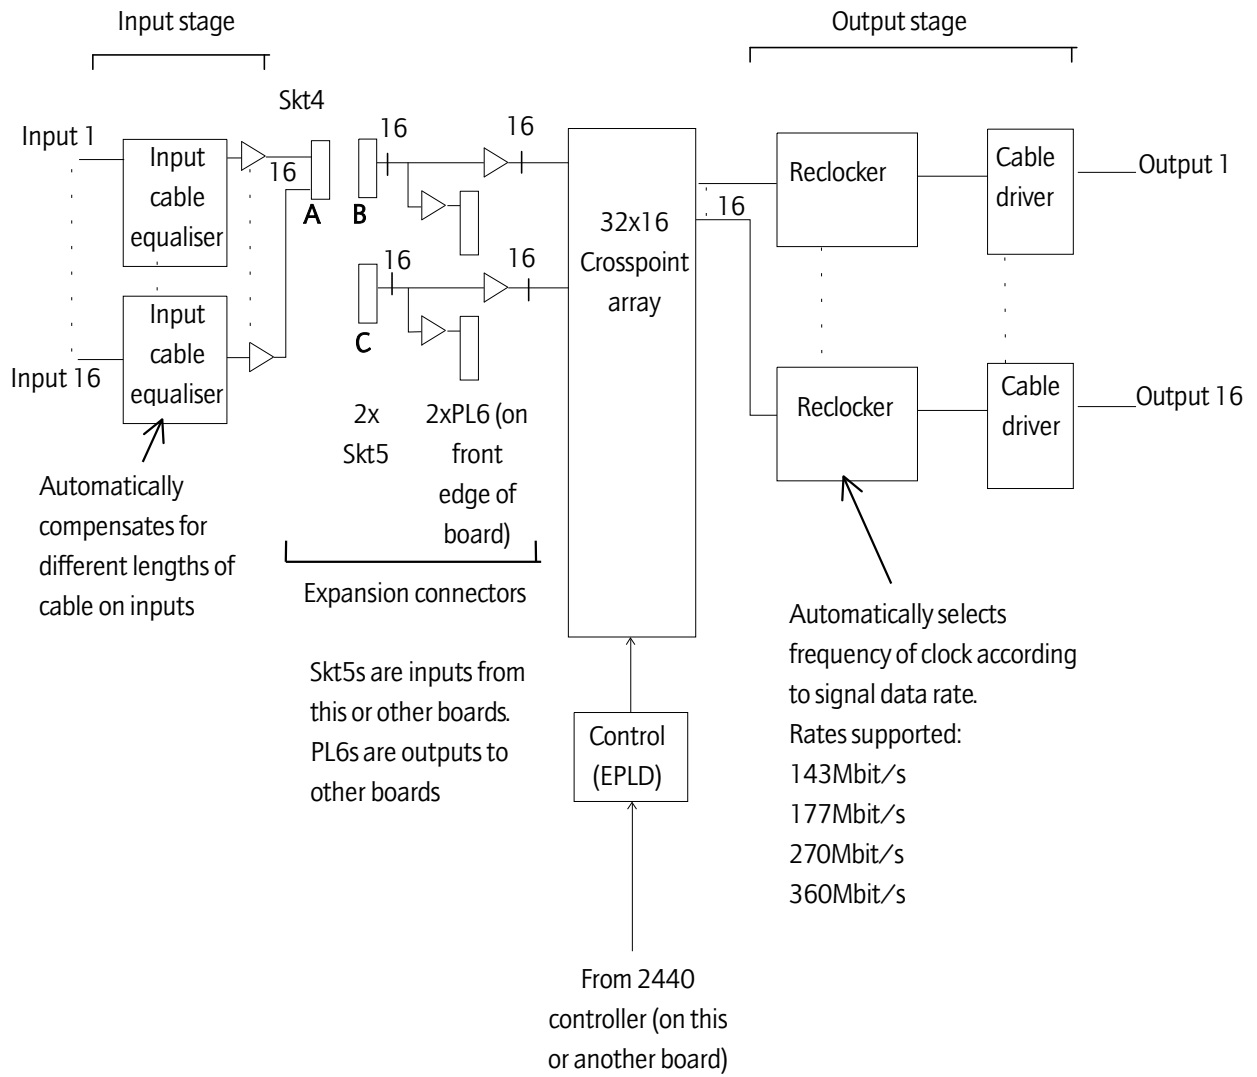 Input stage
Output stage
Skt4
Input 1
Input
cable
equaliser
16
A
16
B
16
16
C
16
32x16
Crosspoint
array
16
Reclocker
Cable
driver
Output 1
Input 16
Input
cable
equaliser
Reclocker
Cable
driver
Output 16
2x
Skt5
2xPL6 (on
front
edge of
board)
Automatically
compensates for
different lengths of
cable on inputs
Expansion connectors
Skt5s are inputs from
this or other boards.
PL6s are outputs to
other boards
Automatically selects
frequency of clock according
to signal data rate.
Rates supported:
143Mbit/s
177Mbit/s
270Mbit/s
360Mbit/s
Control
(EPLD)
From 2440
controller (on this
or another board)